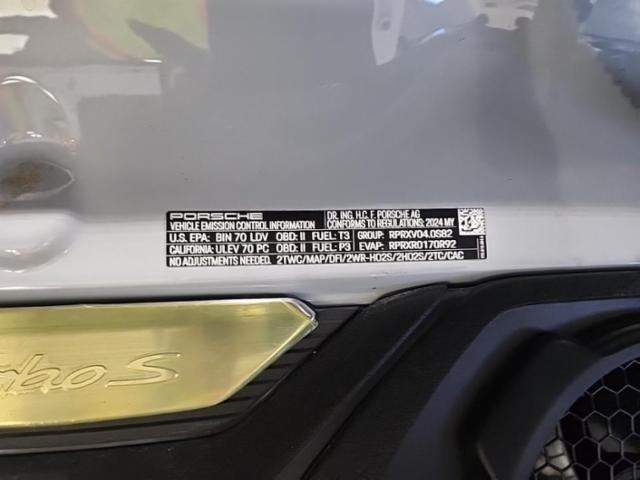 PORSCHE
VEHICLE EMISSION CONTROL INFORMATION
DR. ING. H.C. F. PORSCHE AG
CONFORMS TO REGULATIONS: 2024 MY.
U.S. EPA: BIN 70 LDV OBD: II FUEL: T3 GROUP: RPRXV04.0S82
CALIFORNIA: ULEV 70 PC OBD: II FUEL: P3 EVAP: RPRXR0170R92
NO ADJUSTMENTS NEEDED. 2TWC/MAP/DFI/2WR-HO2S/2HO2S/2TC/CAC
S